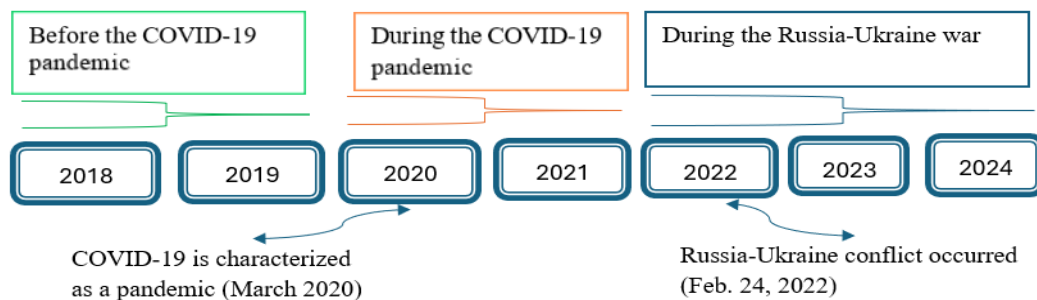 Before the COVID-19
pandemic
During the COVID-19
pandemic
During the Russia-Ukraine war
2018
2019
2020
2021
2022
2023
2024
COVID-19 is characterized
as a pandemic (March 2020)
Russia-Ukraine conflict occurred
(Feb. 24, 2022)